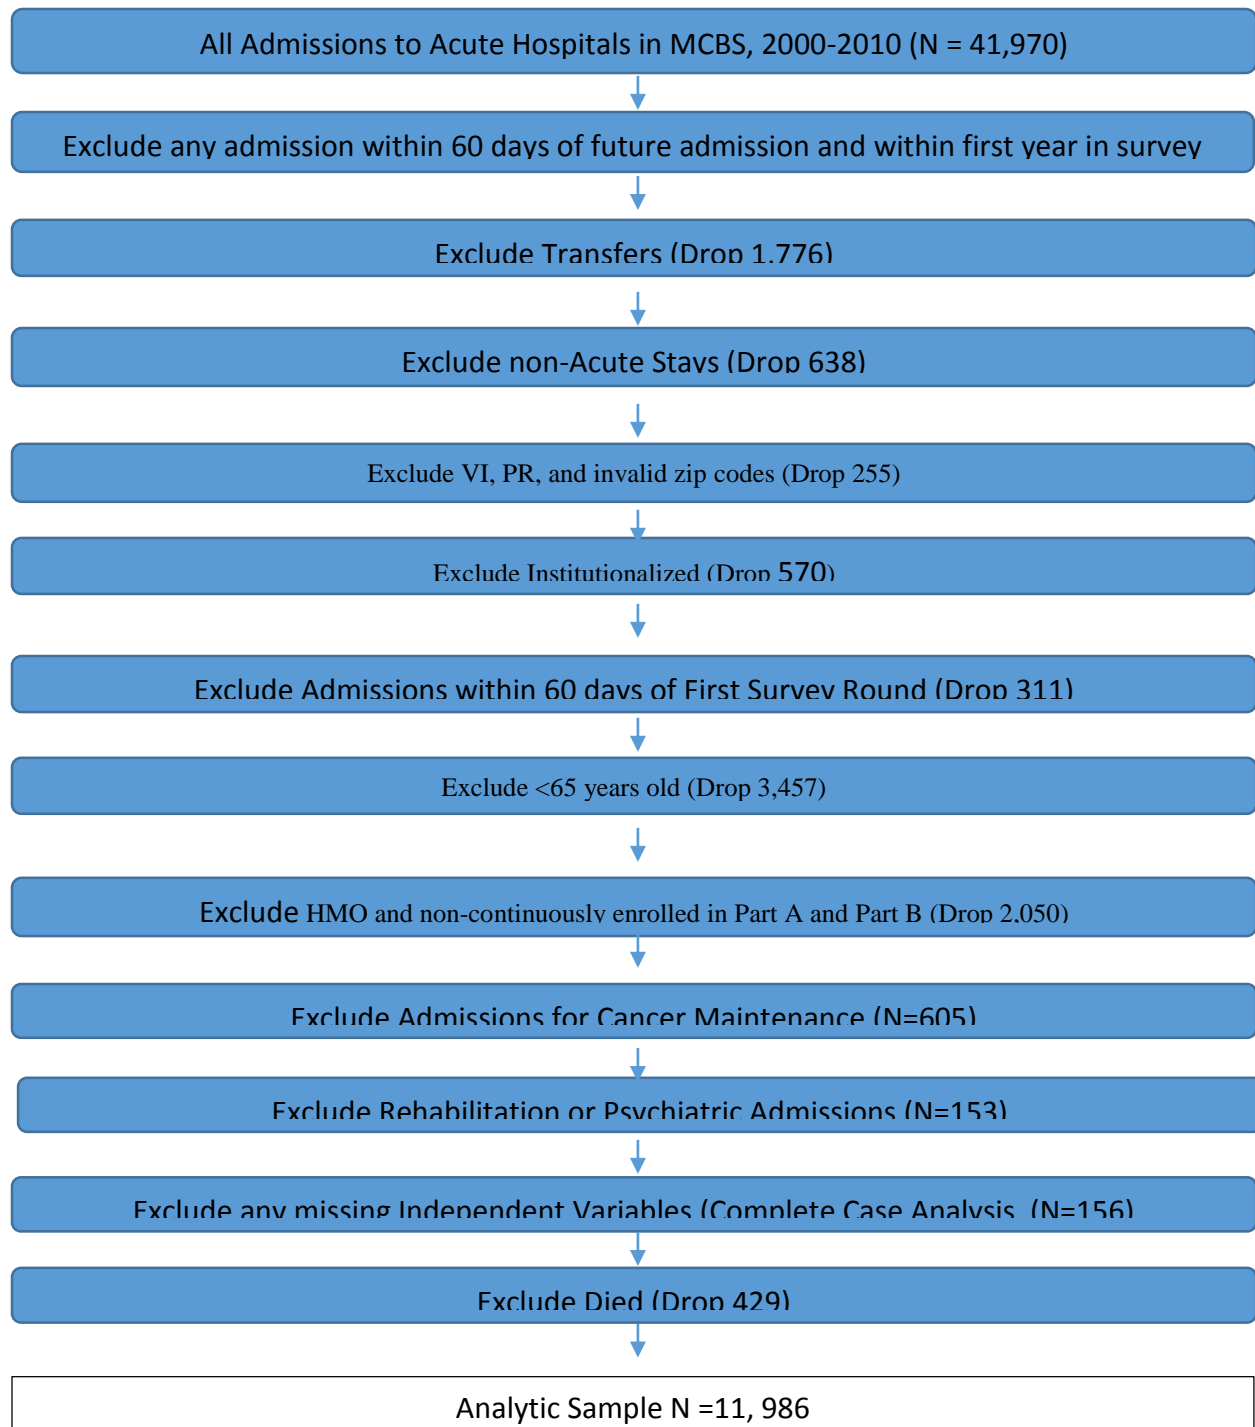 All Admissions to Acute Hospitals in MCBS, 2000-2010 (N = 41,970)
Exclude any admission within 60 days of future admission and within first year in survey
Exclude Transfers (Drop 1,776)
Exclude non-Acute Stays (Drop 638)
Exclude VI, PR, and invalid zip codes (Drop 255)
Exclude Institutionalized (Drop 570)
Exclude Admissions within 60 days of First Survey Round (Drop 311)
Exclude <65 years old (Drop 3,457)
Exclude HMO and non-continuously enrolled in Part A and Part B (Drop 2,050)
Exclude Admissions for Cancer Maintenance (N=605)
Exclude Rehabilitation or Psychiatric Admissions (N=153)
Exclude any missing Independent Variables (Complete Case Analysis, (N=156)
Exclude Died (Drop 429)
Analytic Sample N =11, 986